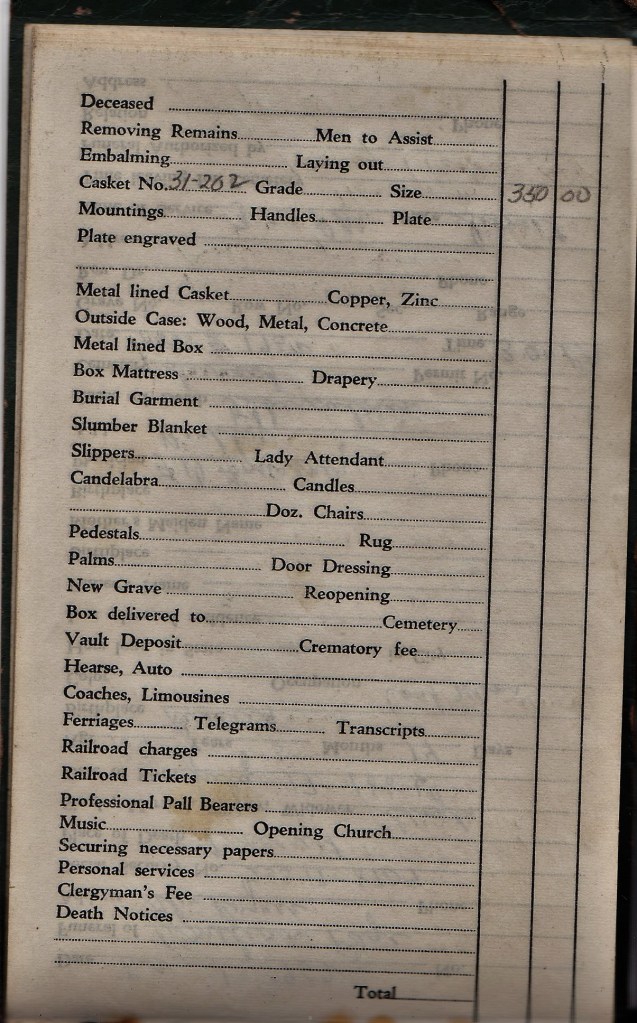 Deceased
Removing Remains Men to Assist
Embalming Laying out
Casket No. 31-202 Grade Size 350 00
Mountings Handles Plate
Plate engraved
Metal lined Casket Copper, Zinc
Outside Case: Wood, Metal, Concrete
Metal lined Box
Box Mattress Drapery
Burial Garment
Slumber Blanket
Slippers Lady Attendant
Candelabra Candles
Doz. Chairs
Pedestals Rug
Palms Door Dressing
New Grave Reopening
Box delivered to Cemetery
Vault Deposit Crematory fee
Hearse, Auto
Coaches, Limousines
Ferriages Telegrams Transcripts
Railroad charges
Railroad Tickets
Professional Pall Bearers
Music Opening Church
Securing necessary papers
Personal services
Clergyman's Fee
Death Notices
Total